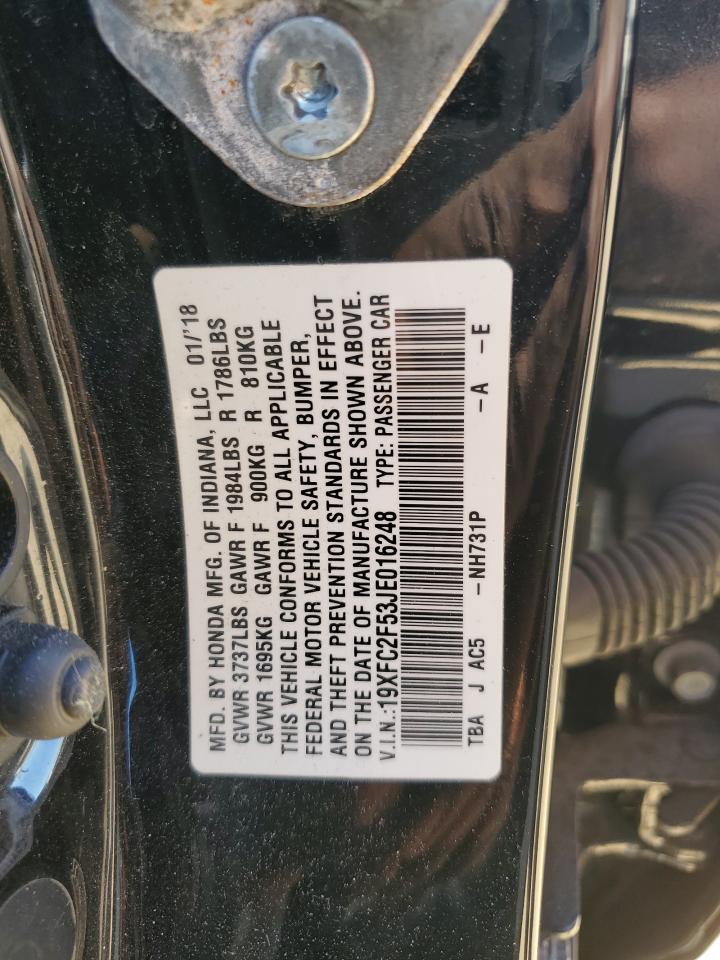 MFD. BY HONDA MFG. OF INDIANA, LLC 01/'18
GVWR 3737LBS GAWR F 1984LBS R 1786LBS
GVWR 1695KG GAWR F 900KG R 810KG
THIS VEHICLE CONFORMS TO ALL APPLICABLE
FEDERAL MOTOR VEHICLE SAFETY, BUMPER,
AND THEFT PREVENTION STANDARDS IN EFFECT
ON THE DATE OF MANUFACTURE SHOWN ABOVE.
V.I.N.:19XFC2F53JE016248 TYPE: PASSENGER CAR
TBA J AC5 -NH731P -A -E